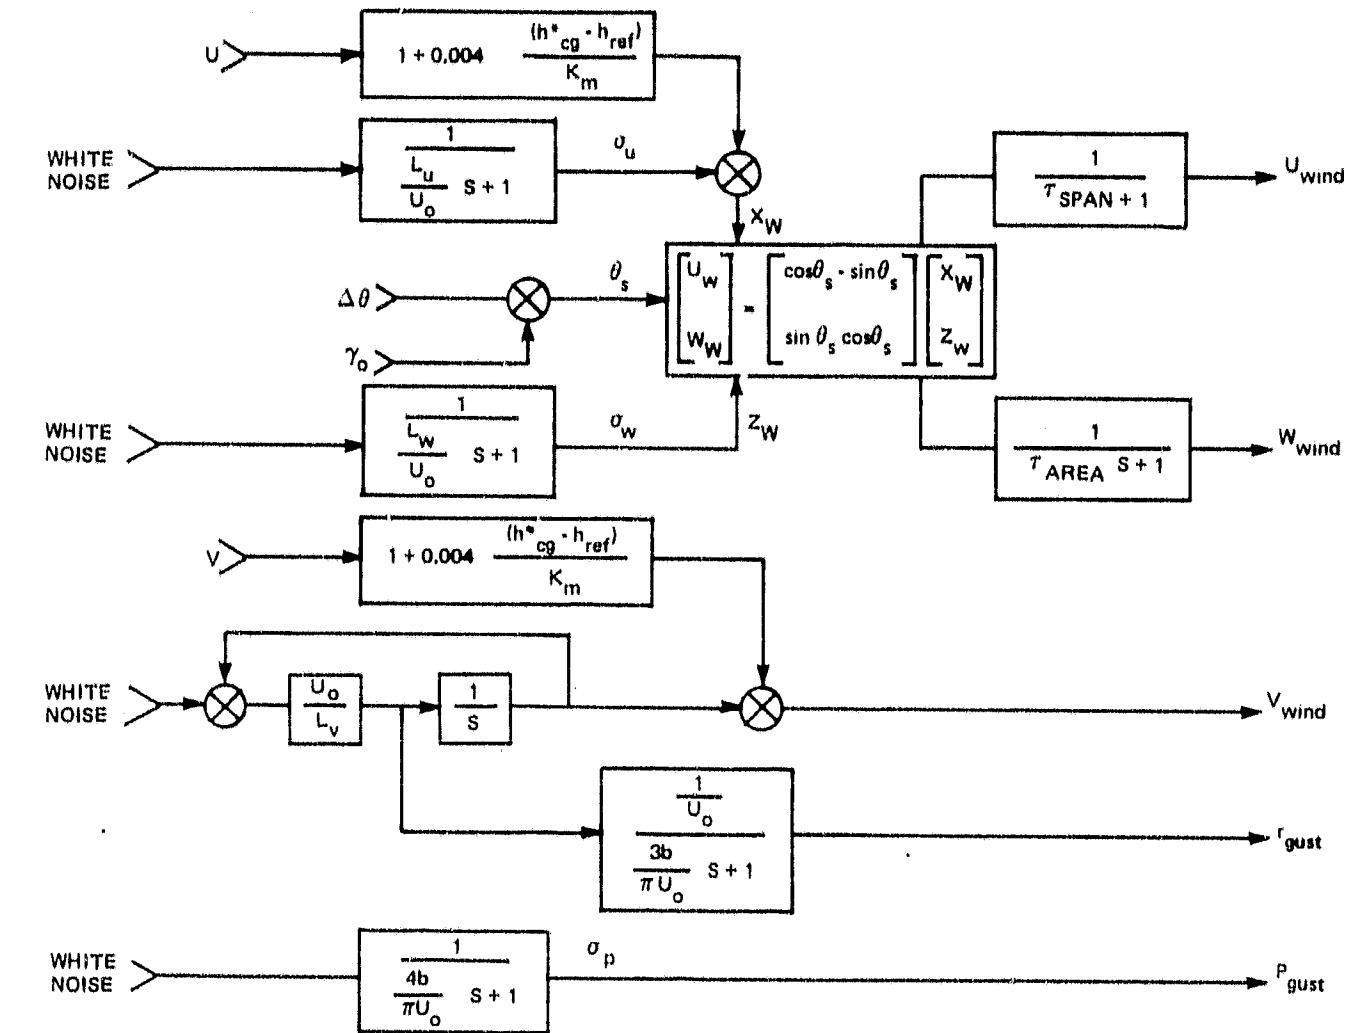 U
1 + 0.004 (h*cg - href)
Km
WHITE
NOISE
1
Lu
Uo
S + 1
σu
XW
1
τSPAN + 1
Uwind
Δθ
θs
γo
Uw
WW
=
cosθs - sinθs
sin θs cosθs
XW
Zw
WHITE
NOISE
1
LW
Uo
S + 1
σw
ZW
1
τAREA S + 1
Wwind
V
1 + 0.004 (h*cg - href)
Km
WHITE
NOISE
Uo
Lv
1
S
Vwind
1
Uo
3b
πUo
S + 1
rgust
WHITE
NOISE
1
4b
πUo
S + 1
σp
Pgust